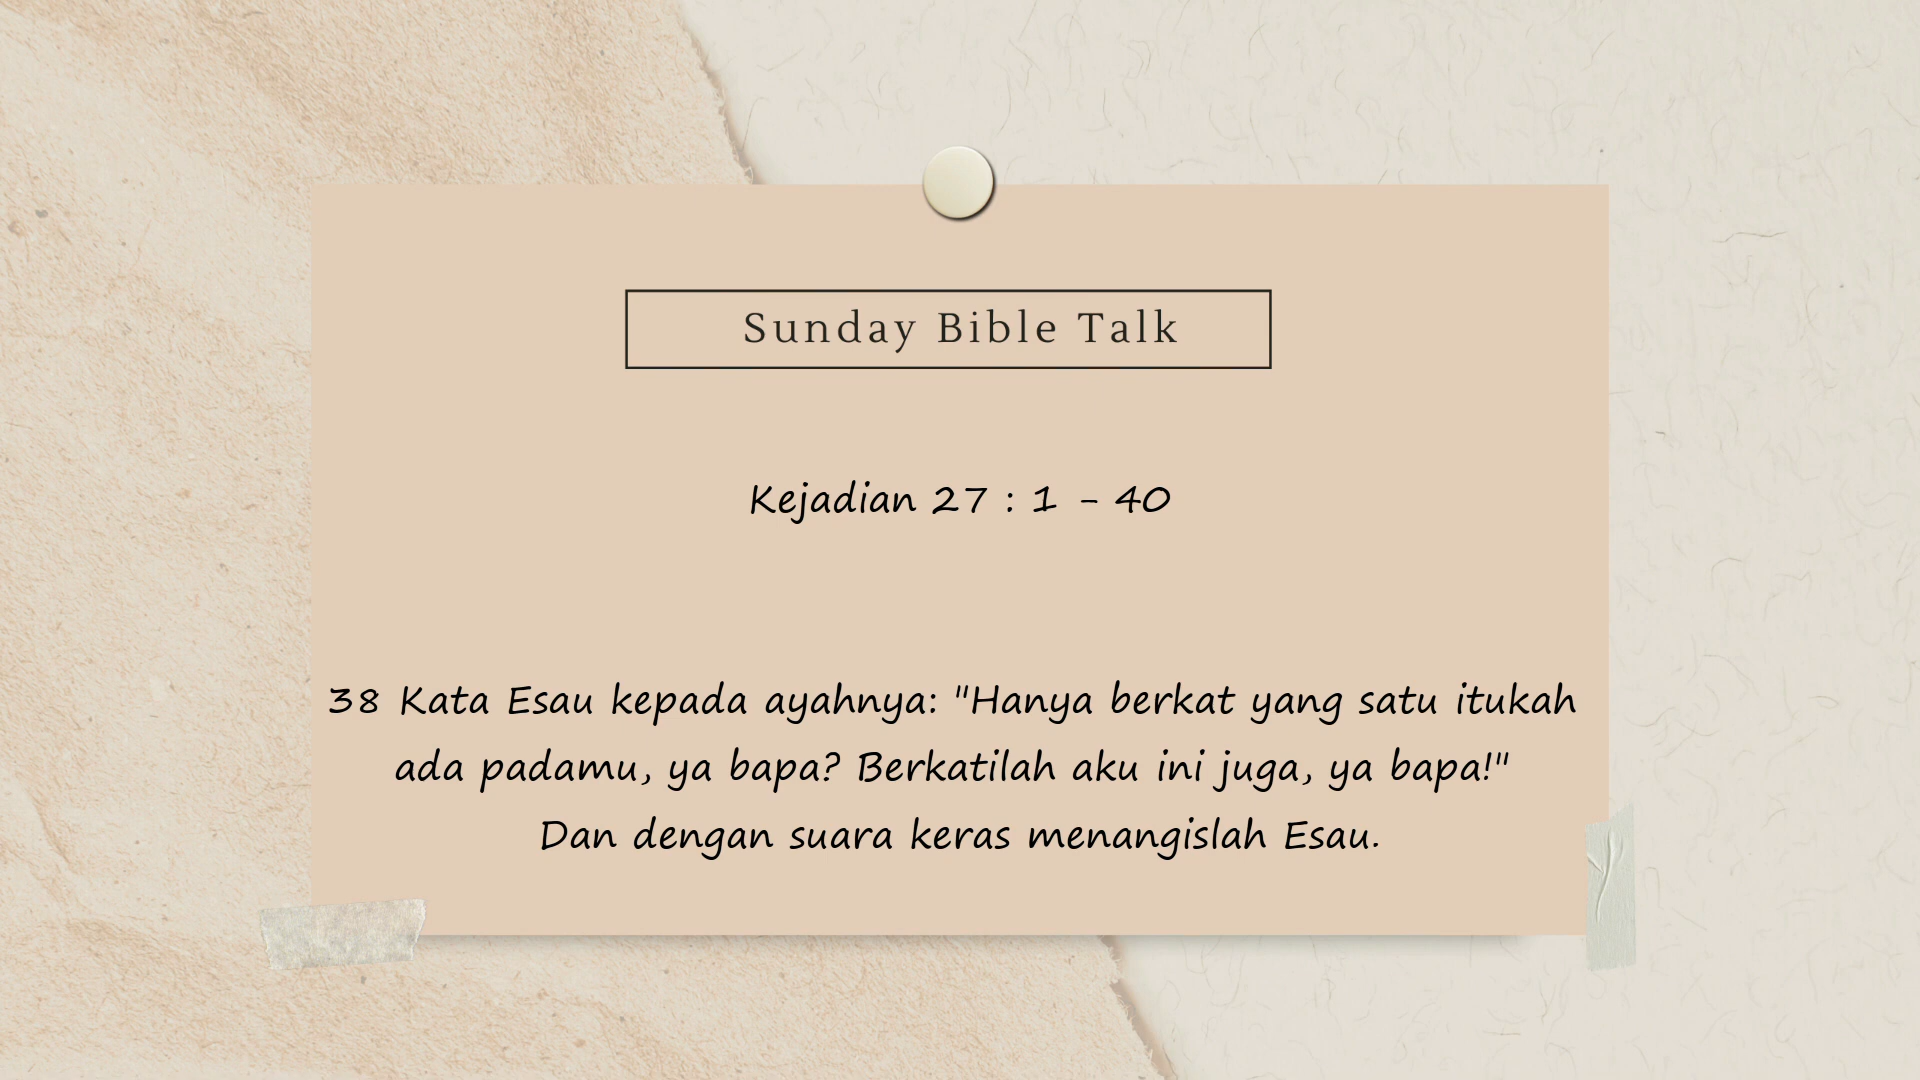 Sunday Bible Talk
Kejadian 27 : 1 - 40
38 Kata Esau kepada ayahnya: "Hanya berkat yang satu itukah
ada padamu, ya bapa? Berkatilah aku ini juga, ya bapa!"
Dan dengan suara keras menangislah Esau.